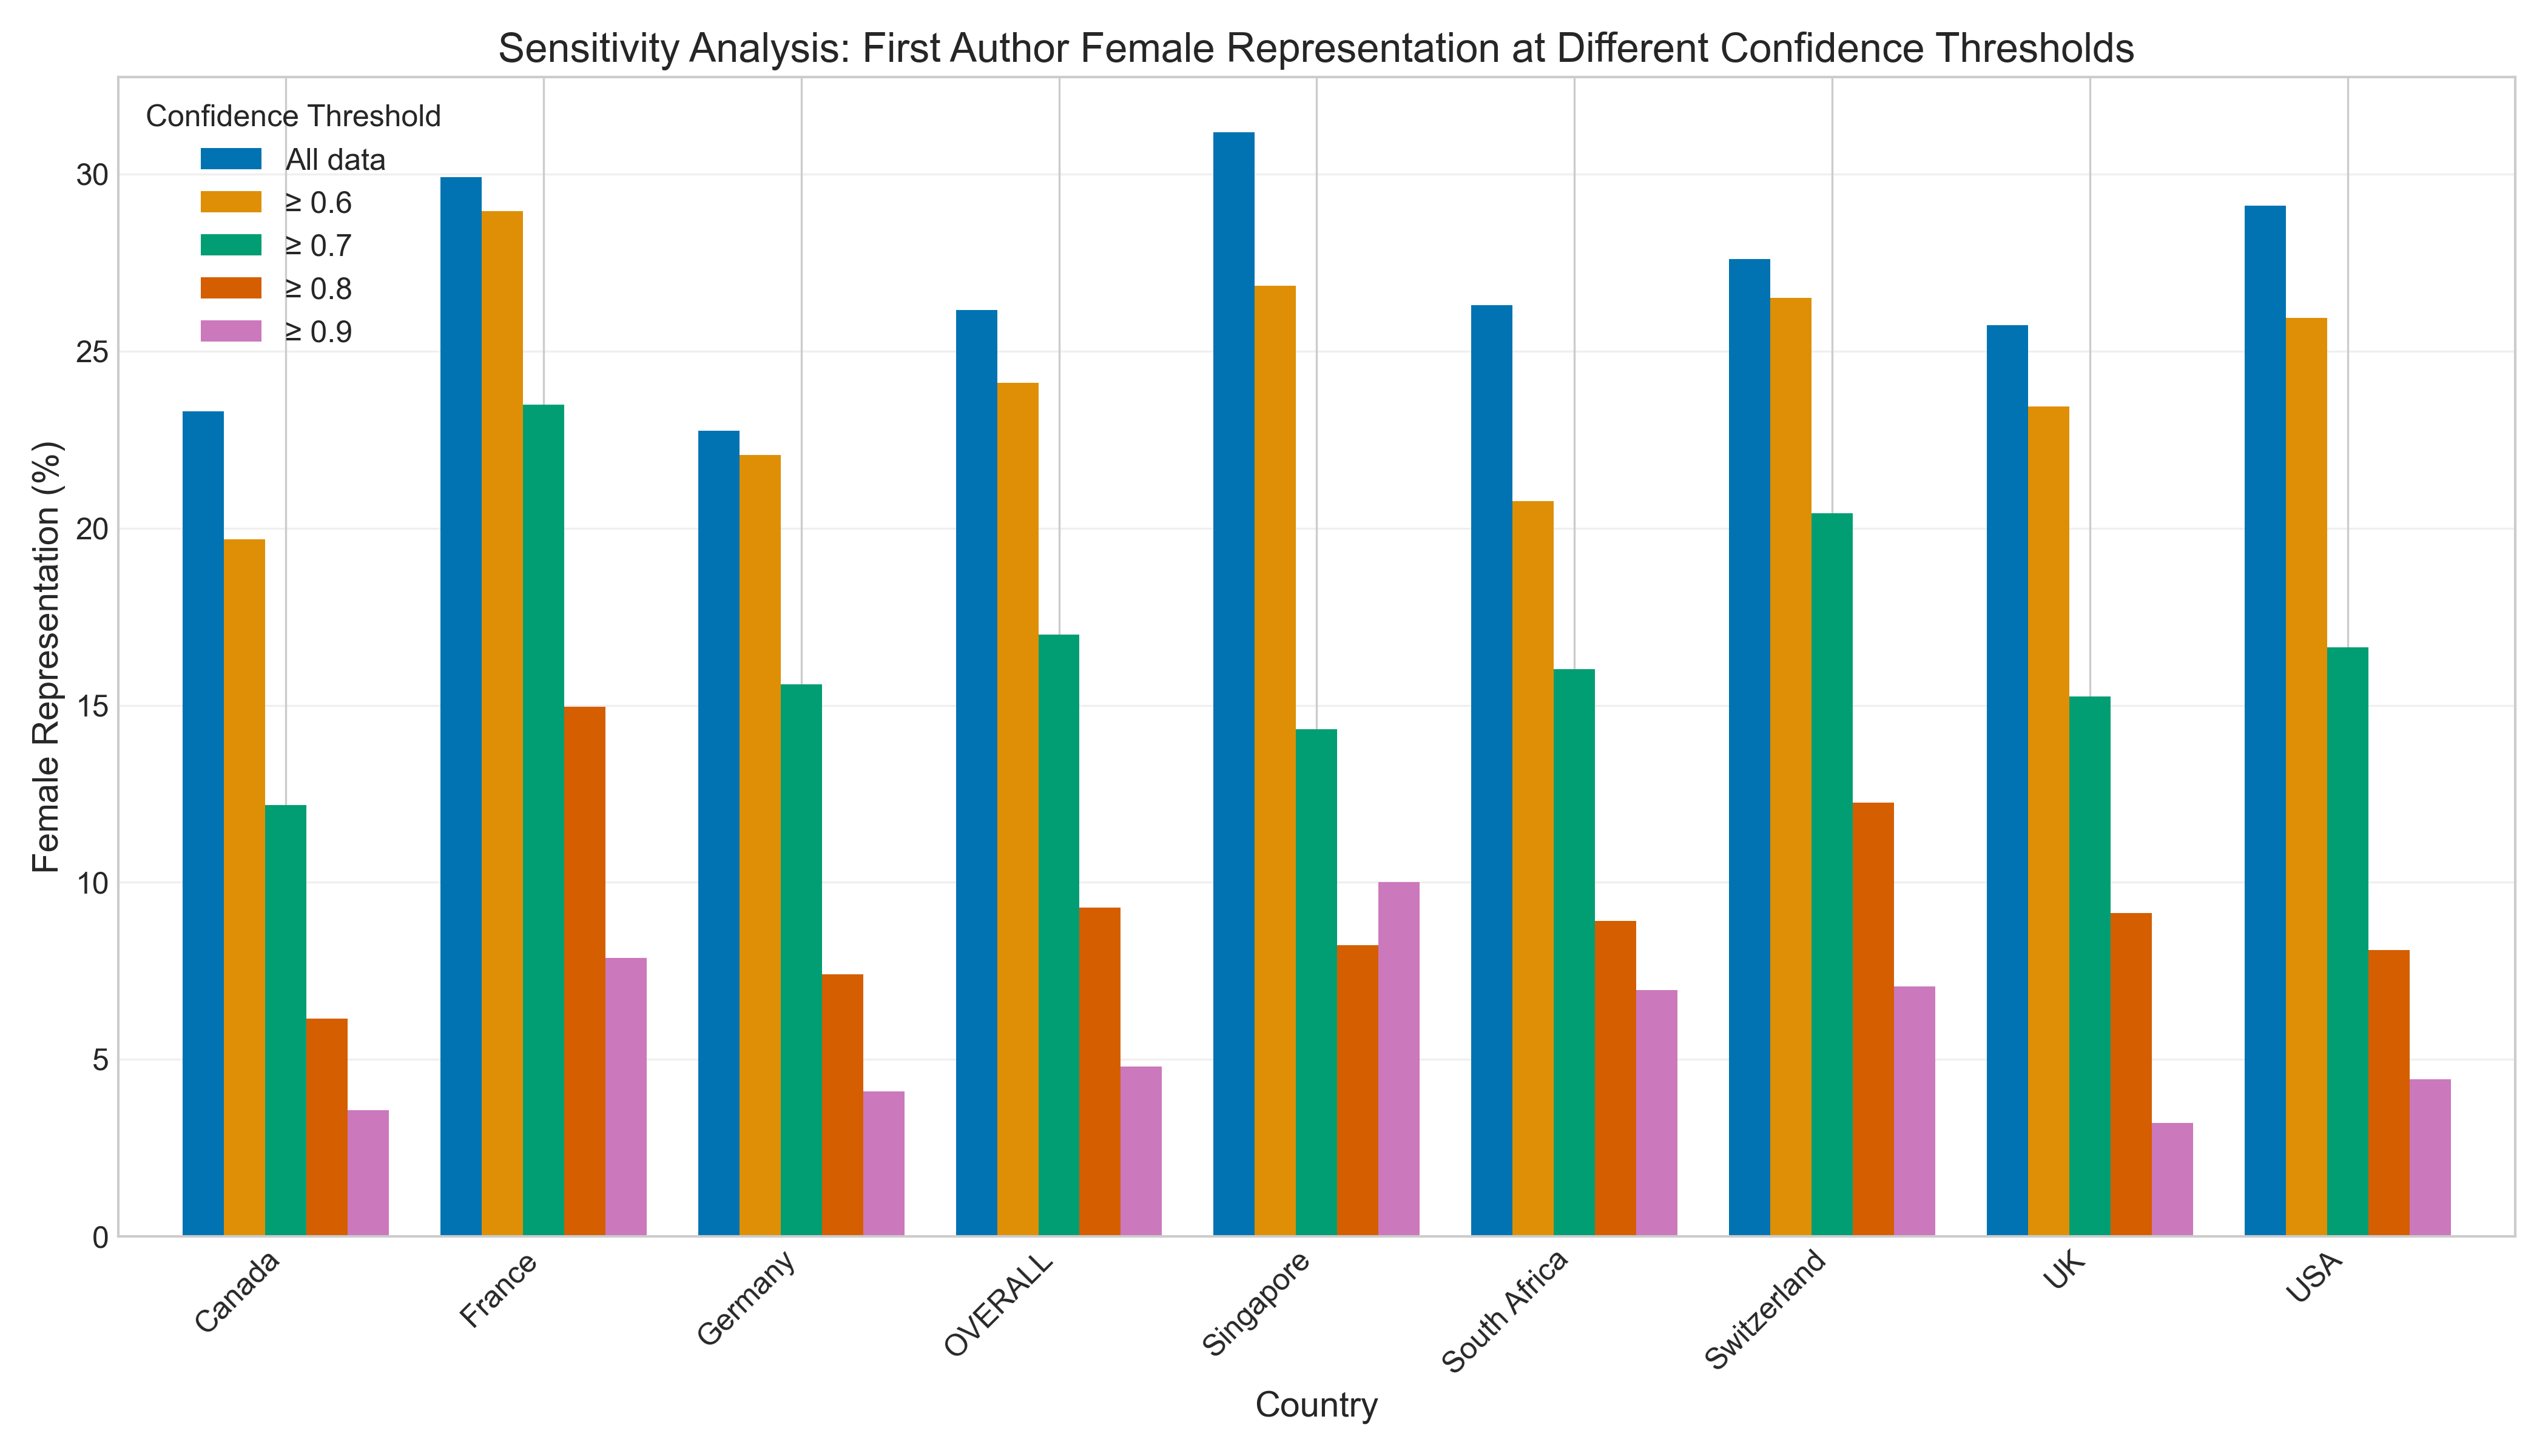 Sensitivity Analysis: First Author Female Representation at Different Confidence Thresholds
Confidence Threshold
All data
≥ 0.6
≥ 0.7
≥ 0.8
≥ 0.9
Female Representation (%)
30
25
20
15
10
5
0
Canada
France
Germany
OVERALL
Singapore
South Africa
Switzerland
UK
USA
Country